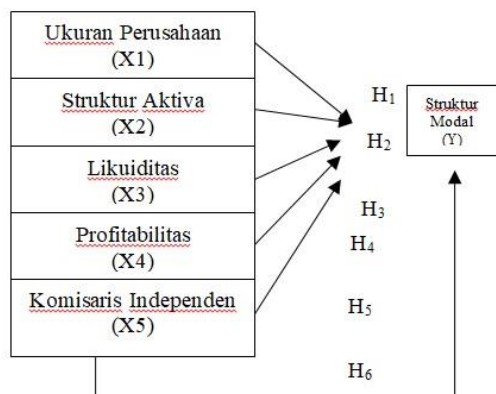 Ukuran Perusahaan
(X1)
Struktur Aktiva
(X2)
Likuiditas
(X3)
Profitabilitas
(X4)
Komisaris Independen
(X5)
H1
H2
H3
H4
H5
H6
Struktur
Modal
(Y)